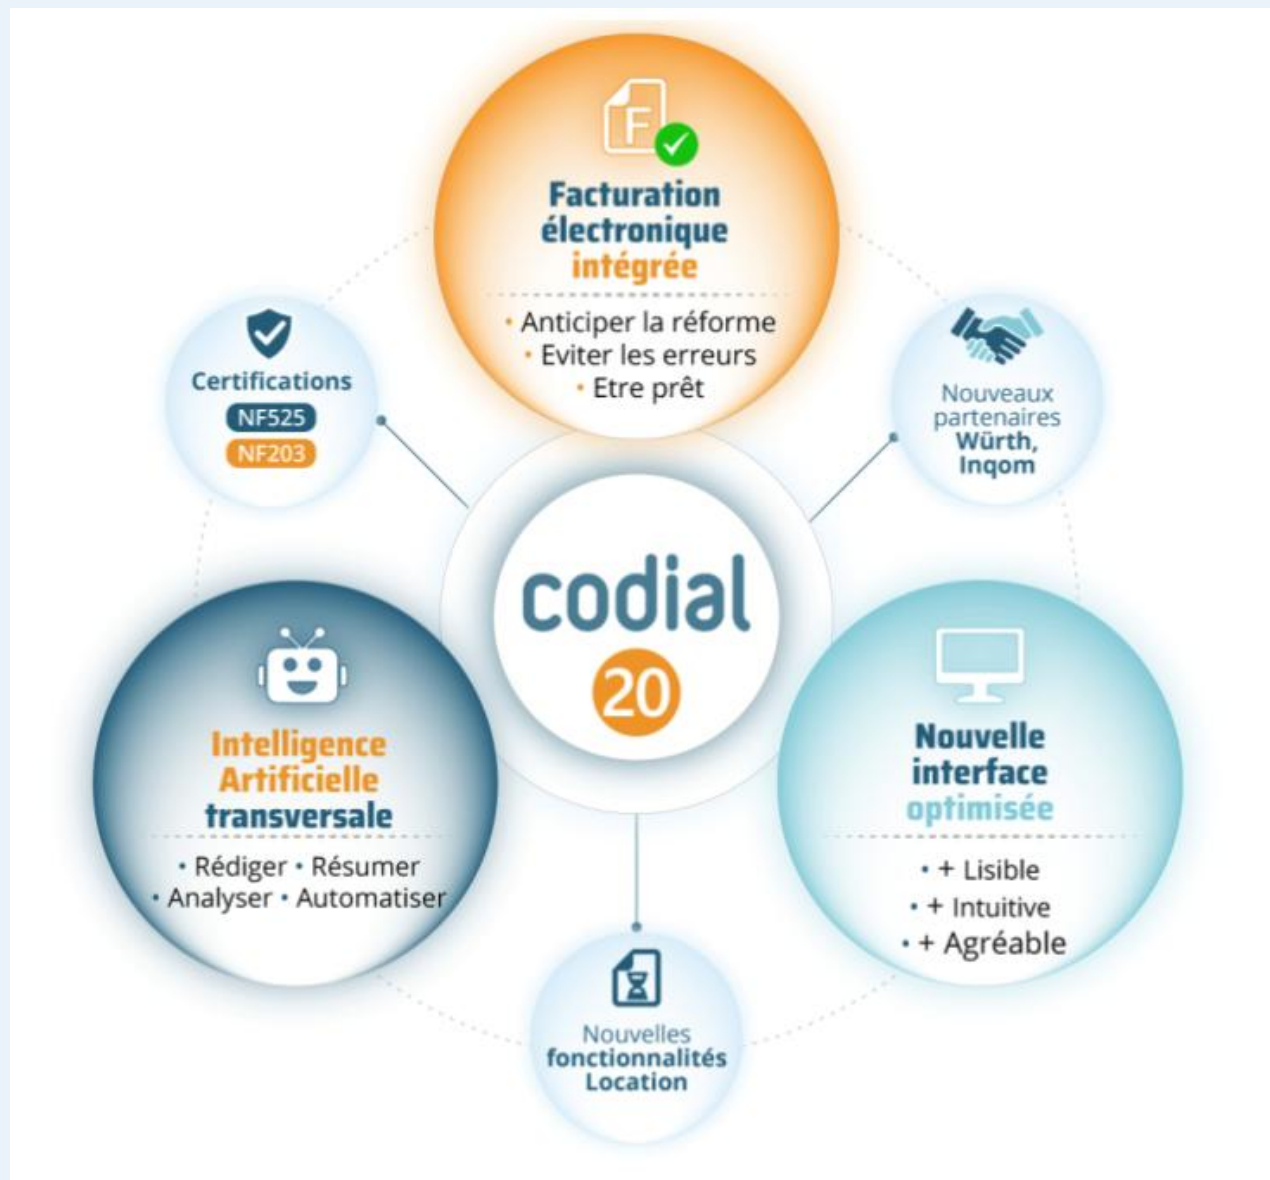 F
Facturation
électronique
intégrée
• Anticiper la réforme
• Eviter les erreurs
• Etre prêt
Certifications
NF525
NF203
Nouveaux
partenaires
Würth,
Inqom
codial
20
Intelligence
Artificielle
transversale
• Rédiger • Résumer
• Analyser • Automatiser
Nouvelle
interface
optimisée
• + Lisible
• + Intuitive
• + Agréable
Nouvelles
fonctionnalités
Location